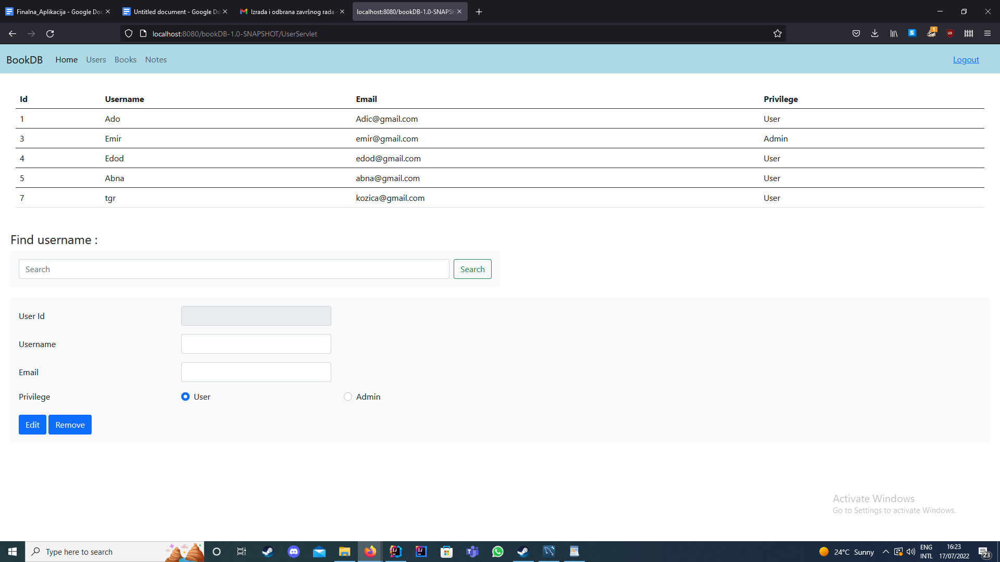 Finalna_Aplikacija - Google Doc
Untitled document - Google Do
Izrada i odbrana završnog rada -
localhost:8080/bookDB-1.0-SNAPSH
localhost:8080/bookDB-1.0-SNAPSHOT/UserServlet
BookDB Home Users Books Notes Logout
Id Username Email Privilege
1 Ado Adic@gmail.com User
3 Emir emir@gmail.com Admin
4 Edod edod@gmail.com User
5 Abna abna@gmail.com User
7 tgr kozica@gmail.com User
Find username :
Search Search
User Id
Username
Email
Privilege User Admin
Edit Remove
Activate Windows
Go to Settings to activate Windows.
Type here to search
24°C Sunny
ENG
INTL
16:23
17/07/2022
23